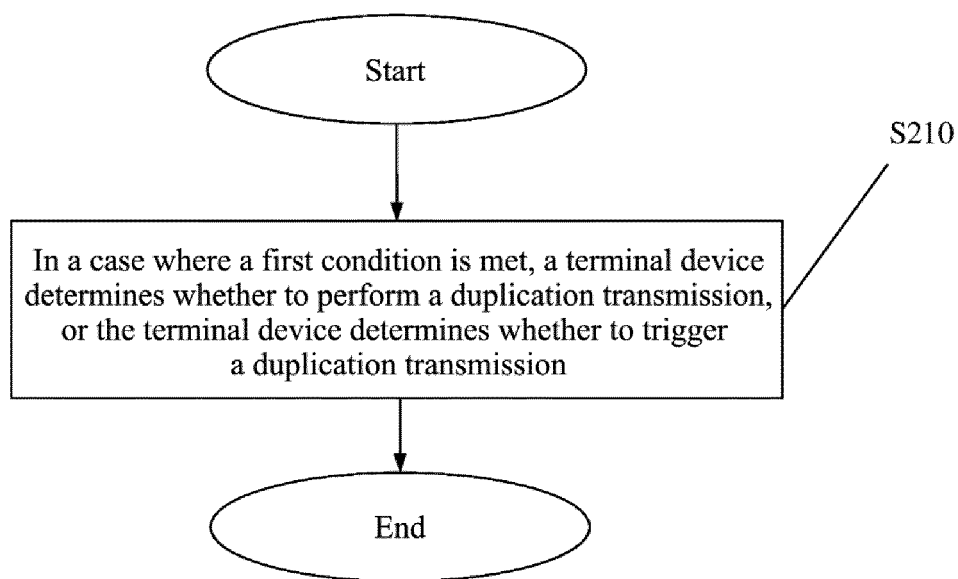 Start
S210
In a case where a first condition is met, a terminal device
determines whether to perform a duplication transmission,
or the terminal device determines whether to trigger
a duplication transmission
End